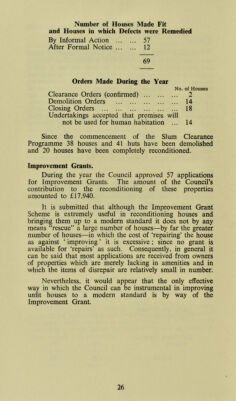 Number of Houses Made Fit
and Houses in which Defects were Remedied
By Informal Action ... ... 57
After Formal Notice ... ... 12
69
Orders Made During the Year
No. of Houses
Clearance Orders (confirmed) ... ... ... 2
Demolition Orders ... ... ... ... 14
Closing Orders ... ... ... ... ... 18
Undertakings accepted that premises will
not be used for human habitation ... 14
Since the commencement of the Slum Clearance
Programme 38 houses and 41 huts have been demolished
and 20 houses have been completely reconditioned.
Improvement Grants.
During the year the Council approved 57 applications
for Improvement Grants. The amount of the Council's
contribution to the reconditioning of these properties
amounted to £17,940.
It is submitted that although the Improvement Grant
Scheme is extremely useful in reconditioning houses and
bringing them up to a modern standard it does not by any
means "rescue" a large number of houses—by far the greater
number of houses—in which the cost of 'repairing' the house
as against 'improving' it is excessive; since no grant is
available for 'repairs' as such. Consequently, in general it
can be said that most applications are received from owners
of properties which are merely lacking in amenities and in
which the items of disrepair are relatively small in number.
Nevertheless, it would appear that the only effective
way in which the Council can be instrumental in improving
unfit houses to a modern standard is by way of the
Improvement Grant.
26